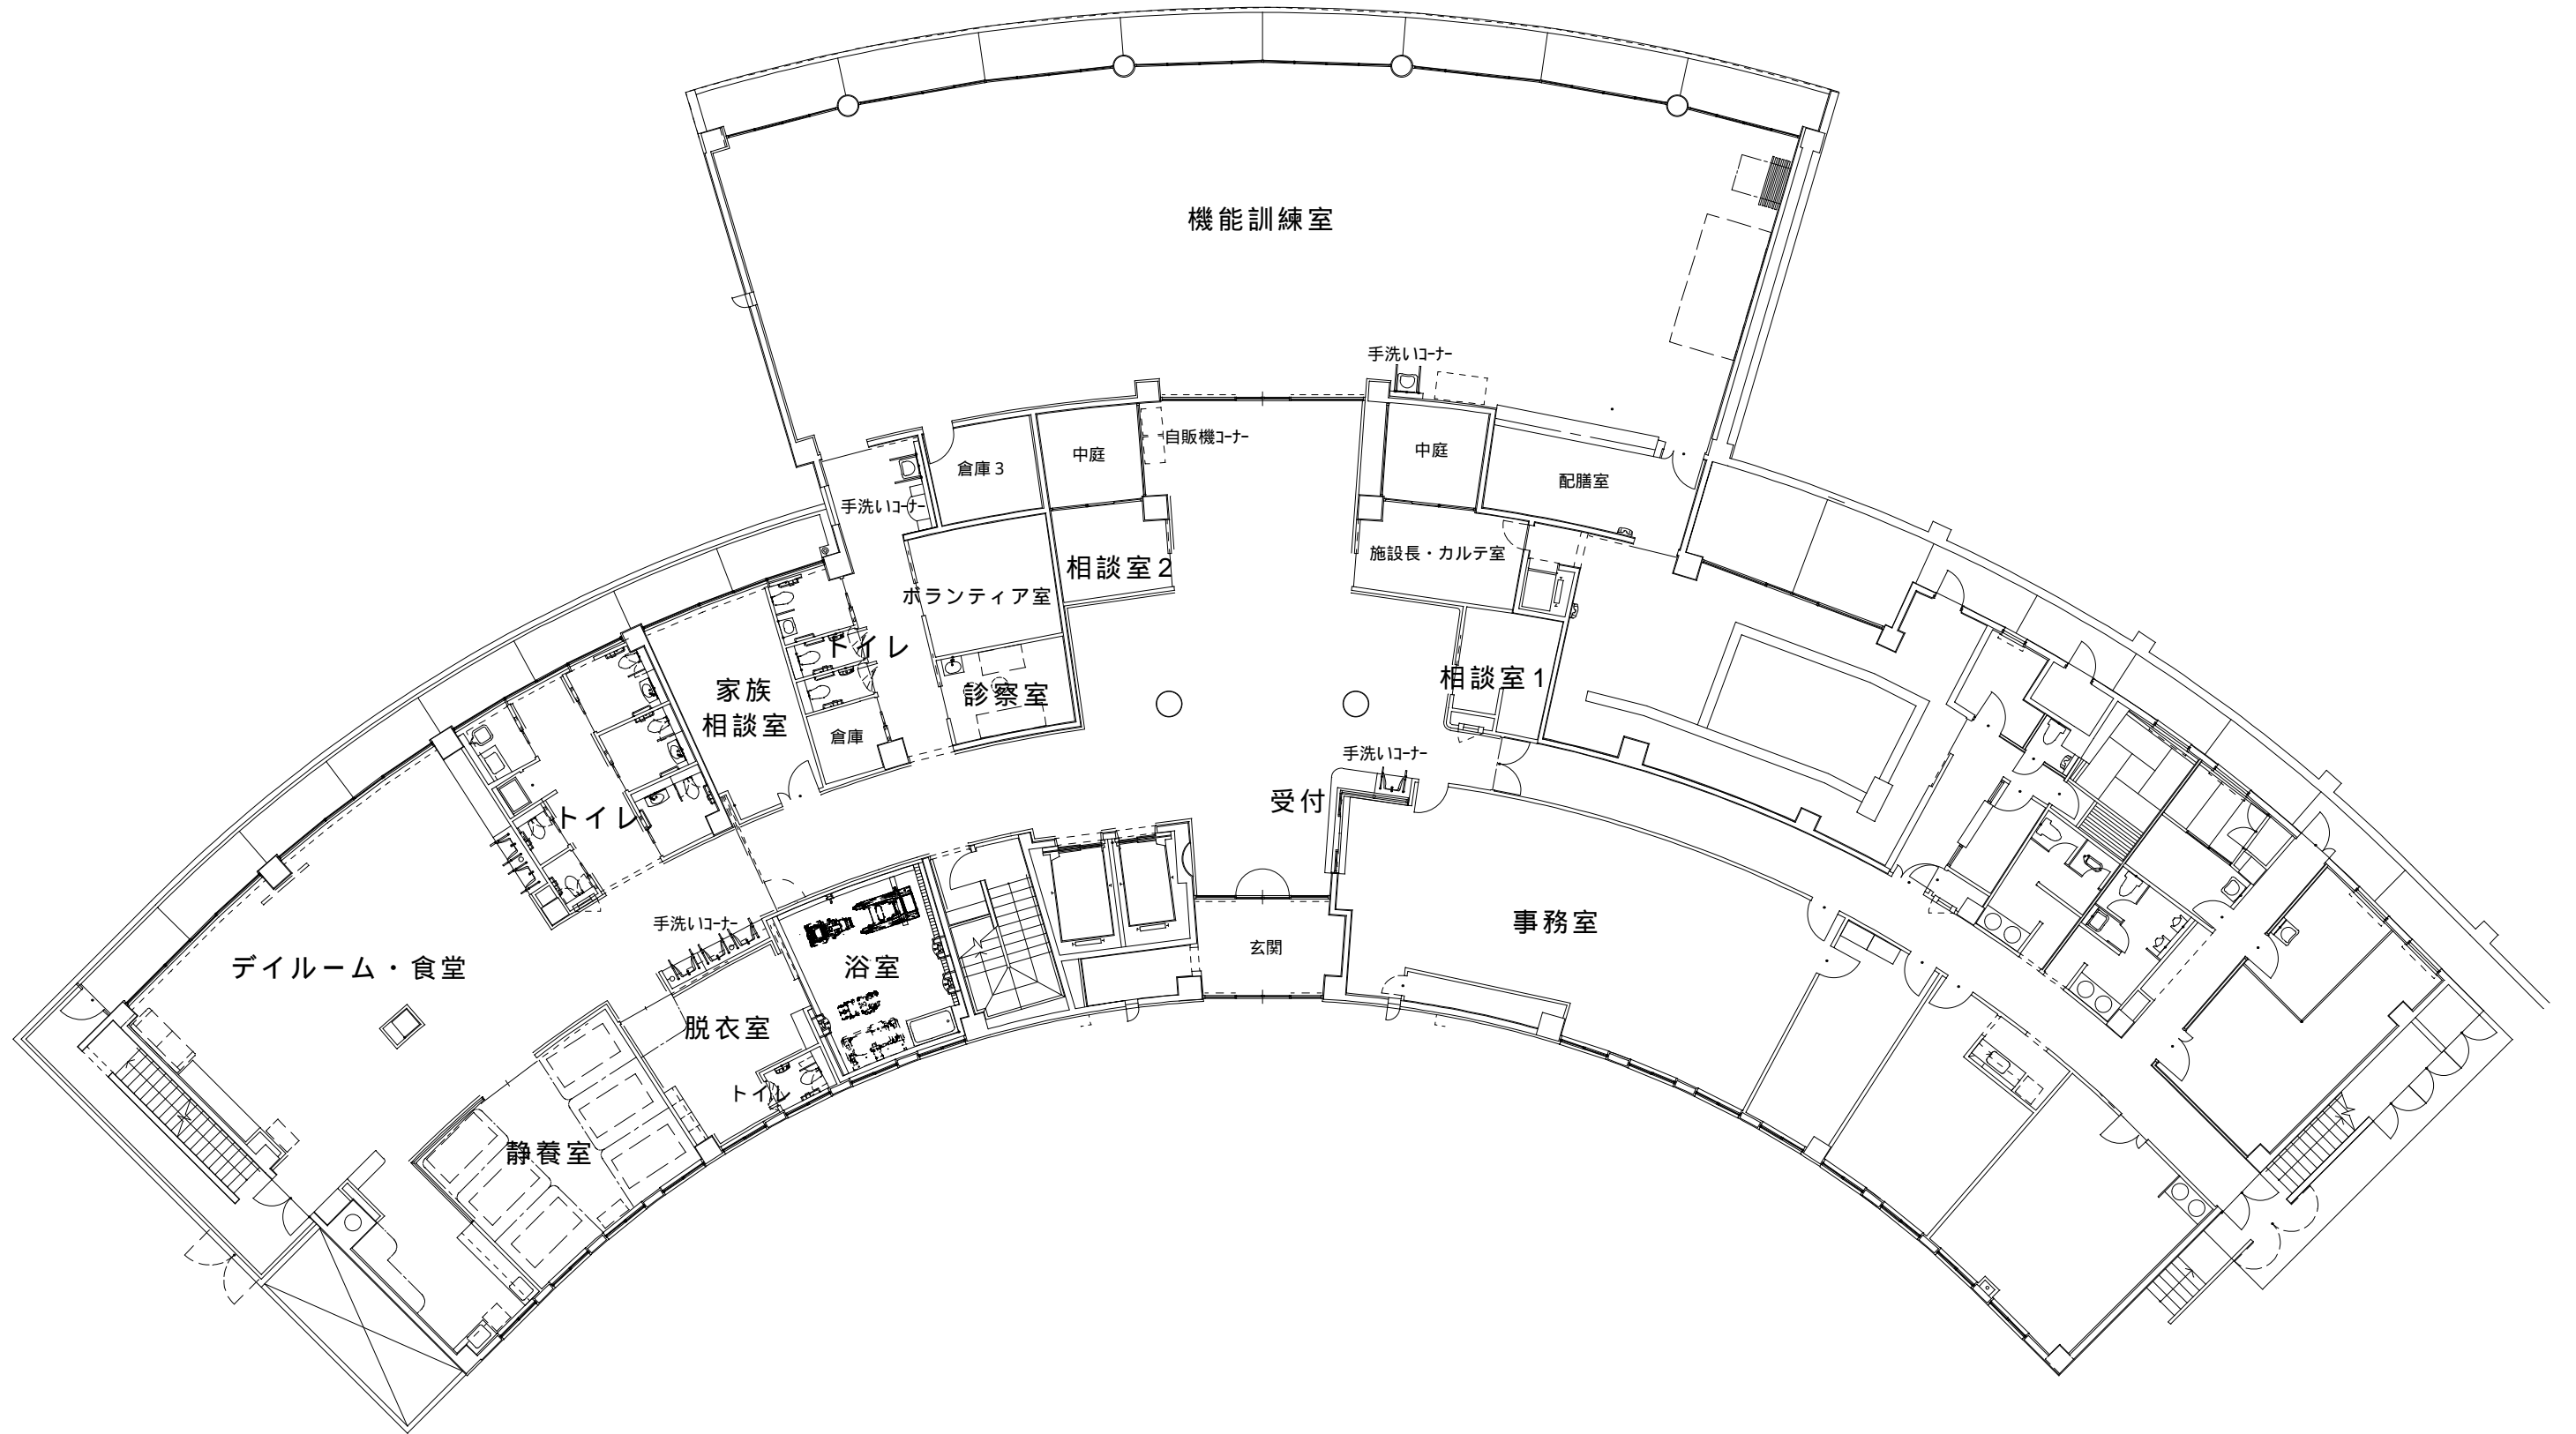 機能訓練室
手洗いコーナー
自販機コーナー
中庭
中庭
倉庫3
配膳室
手洗いコーナー
相談室2
施設長・カルテ室
ボランティア室
トイレ
相談室1
家族
相談室
診察室
倉庫
手洗いコーナー
受付
トイレ
手洗いコーナー
事務室
玄関
デイルーム・食堂
浴室
脱衣室
トイレ
静養室